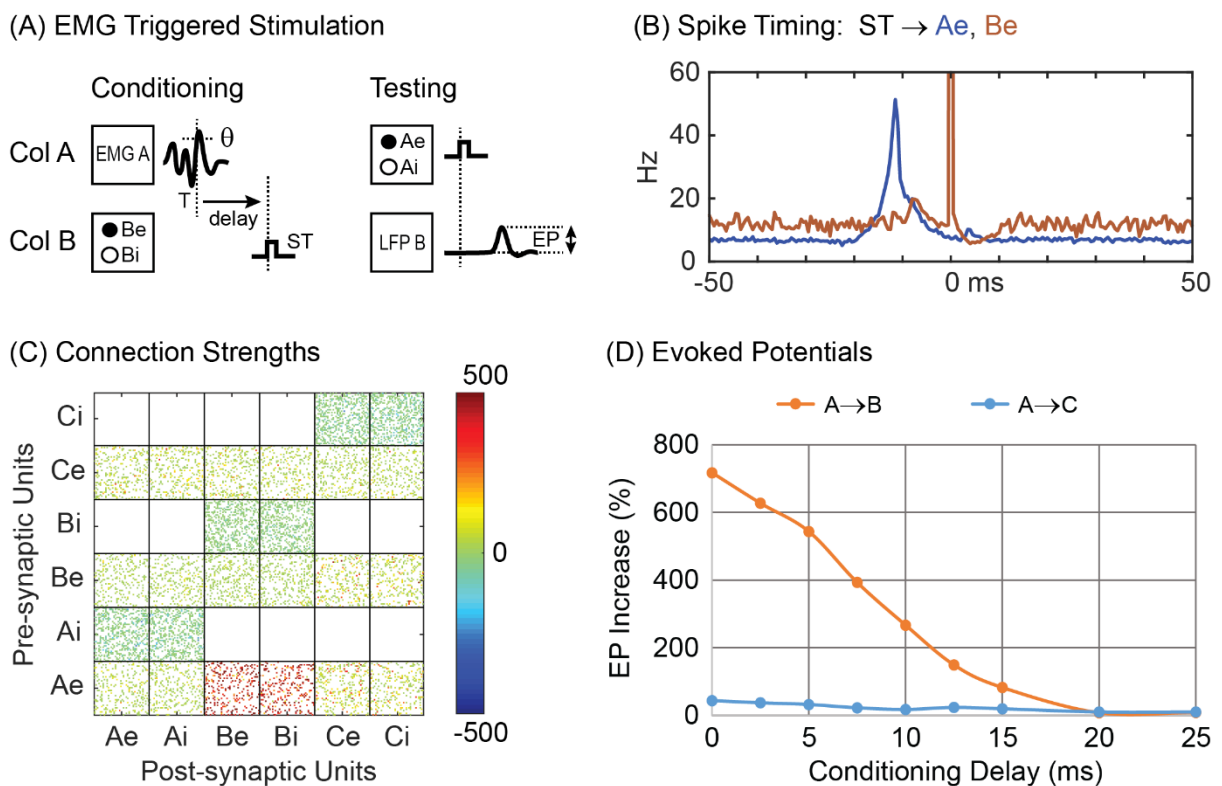 (A) EMG Triggered Stimulation
Conditioning
Testing
Col A
EMG A
θ
T
delay
Ae
Ai
Col B
Be
Bi
ST
LFP B
EP
(B) Spike Timing: ST → Ae, Be
Hz
60
40
20
0
-50
0 ms
50
(C) Connection Strengths
Pre-synaptic Units
Ci
Ce
Bi
Be
Ai
Ae
Ae Ai Be Bi Ce Ci
Post-synaptic Units
500
0
-500
(D) Evoked Potentials
A→B
A→C
EP Increase (%)
800
600
400
200
0
0 5 10 15 20 25
Conditioning Delay (ms)